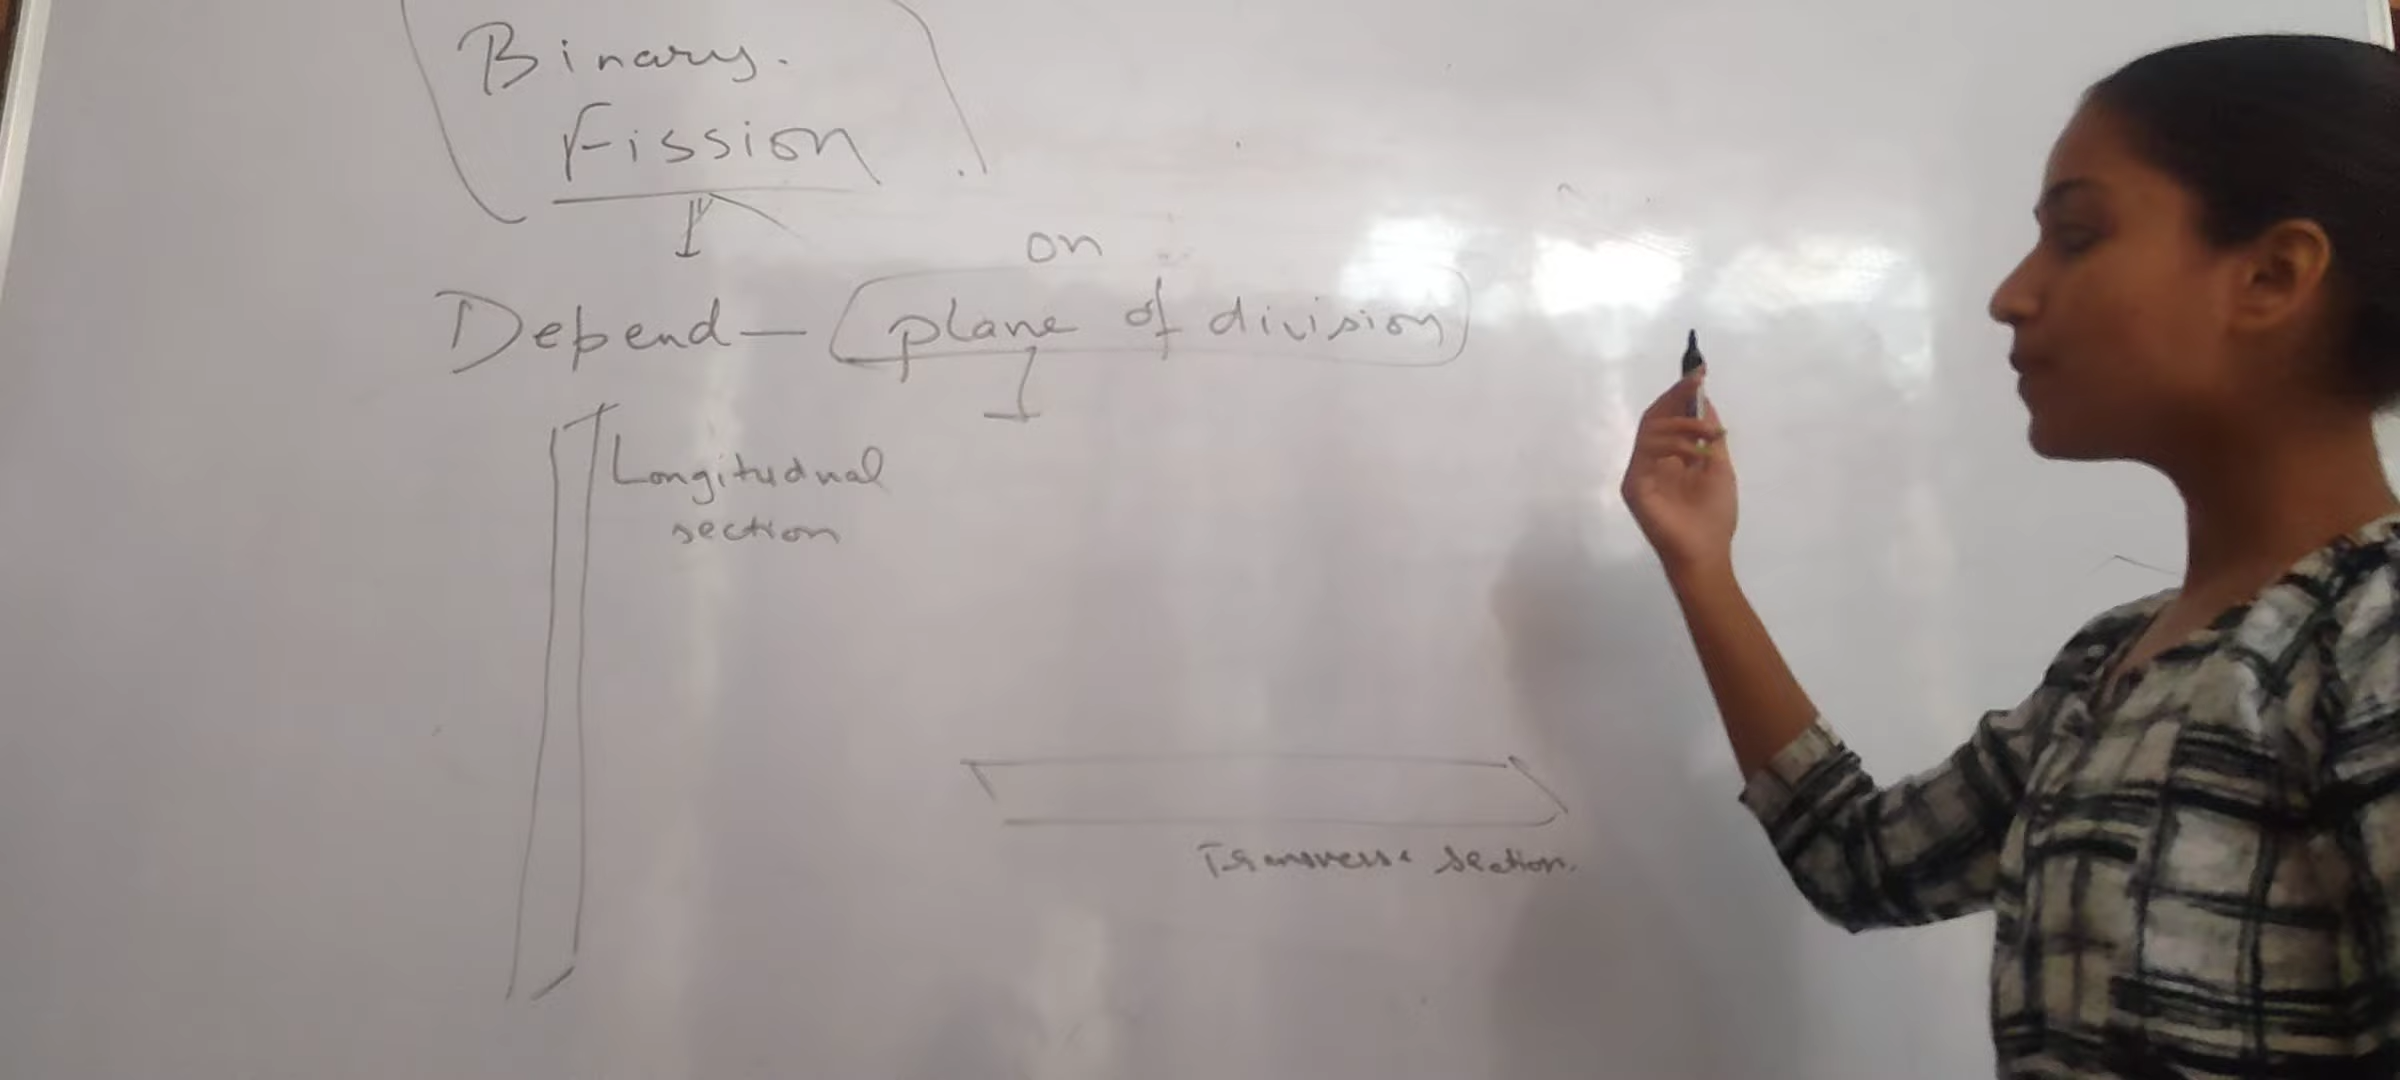 Binary.
Fission
on
Depend — plane of division
Longitudnal
section
Transverse section.